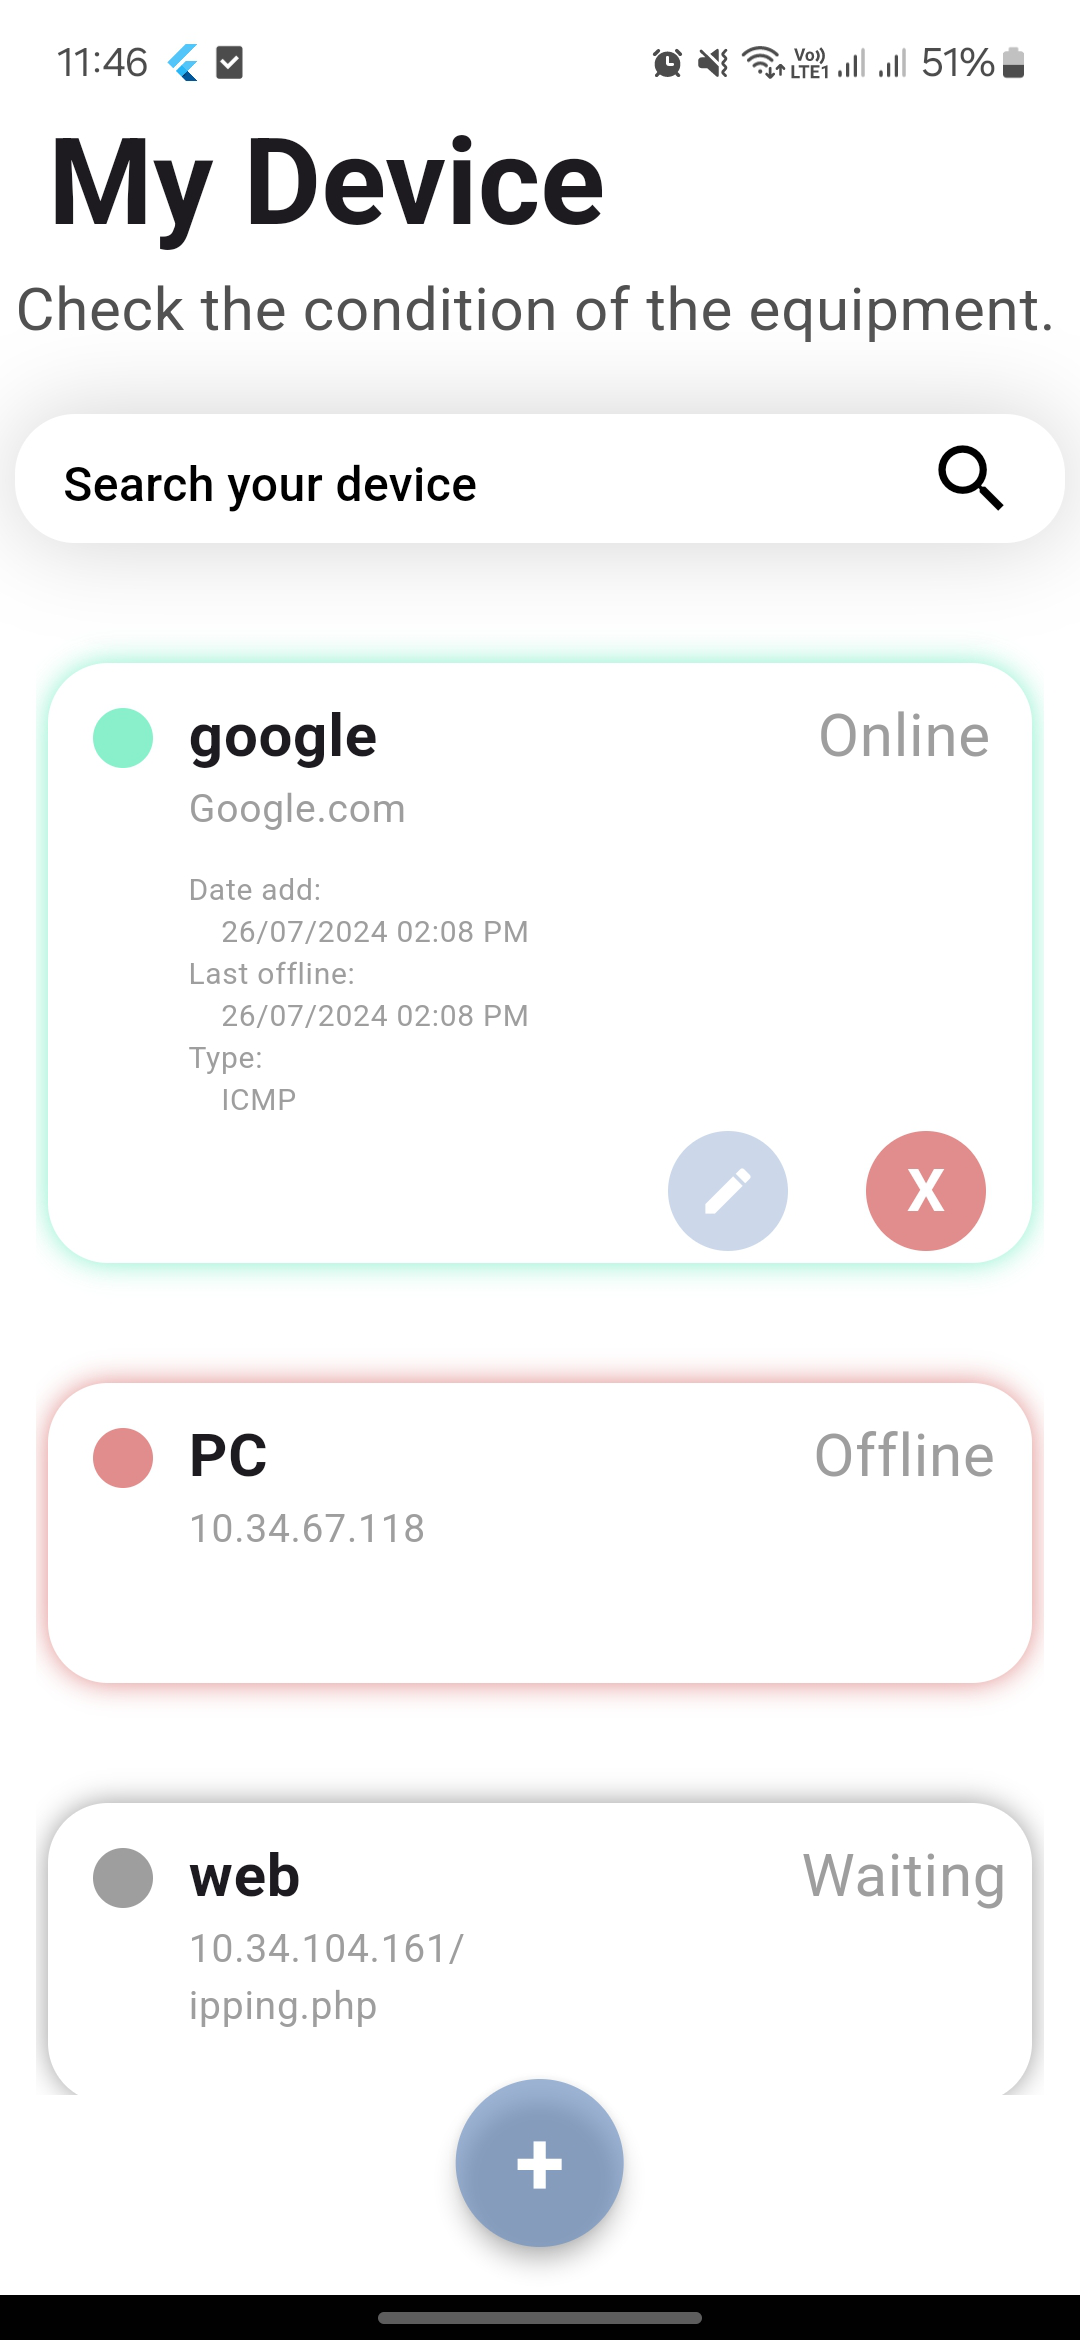 11:46
Vo)) LTE1 51%
My Device
Check the condition of the equipment.
Search your device
google Online
Google.com
Date add:
26/07/2024 02:08 PM
Last offline:
26/07/2024 02:08 PM
Type:
ICMP
X
PC Offline
10.34.67.118
web Waiting
10.34.104.161/
ipping.php
+